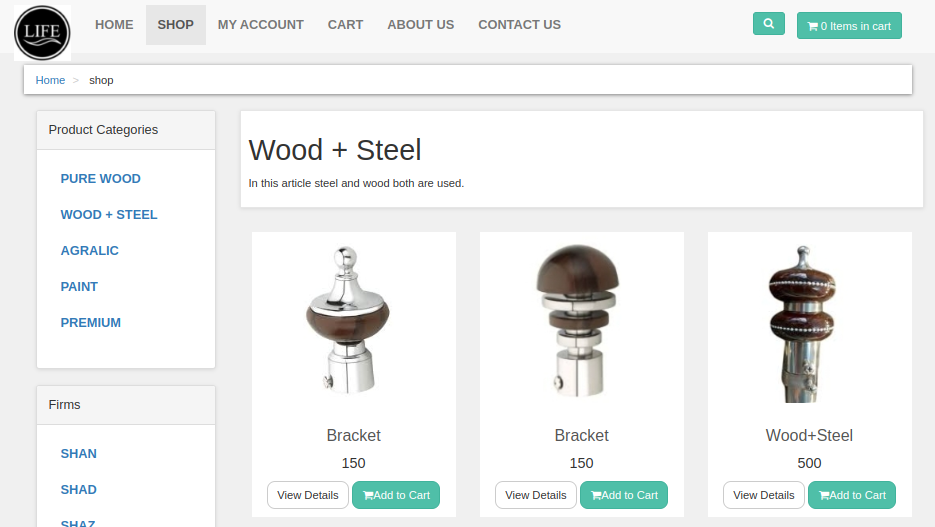 LIFE
HOME SHOP MY ACCOUNT CART ABOUT US CONTACT US
0 Items in cart
Home > shop
Product Categories
PURE WOOD
WOOD + STEEL
AGRALIC
PAINT
PREMIUM
Firms
SHAN
SHAD
SHAZ
Wood + Steel
In this article steel and wood both are used.
Bracket
150
View Details Add to Cart
Bracket
150
View Details Add to Cart
Wood+Steel
500
View Details Add to Cart